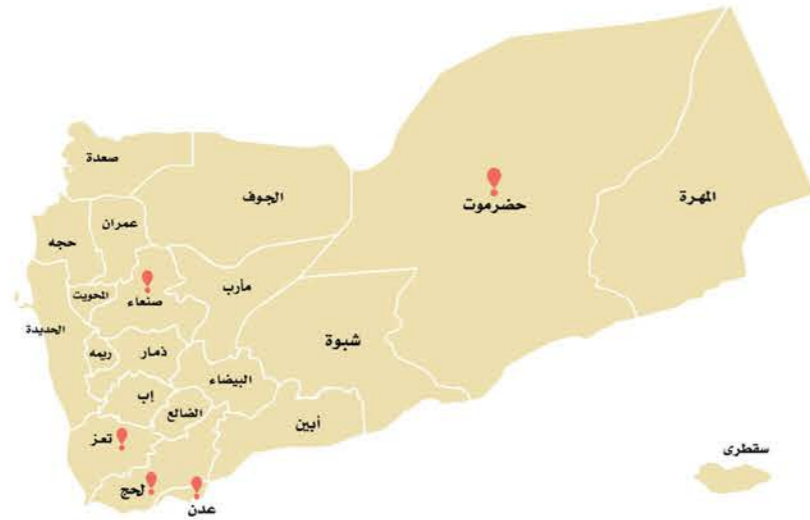 صعدة
عمران
حجه
الجوف
حضرموت
المهرة
صنعاء
المحويت
مأرب
الحديدة
ريمه
ذمار
شبوة
البيضاء
إب
الضالع
أبين
تعز
لحج
عدن
سقطرى